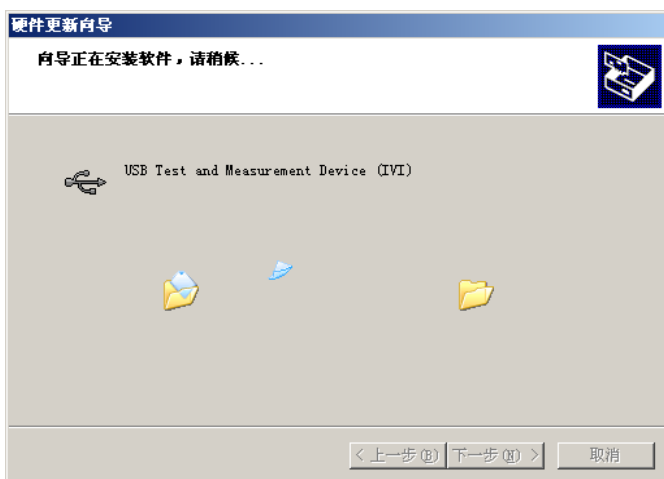 硬件更新向导
向导正在安装软件，请稍候...
USB Test and Measurement Device (IVI)
< 上一步(B) 下一步(N) > 取消